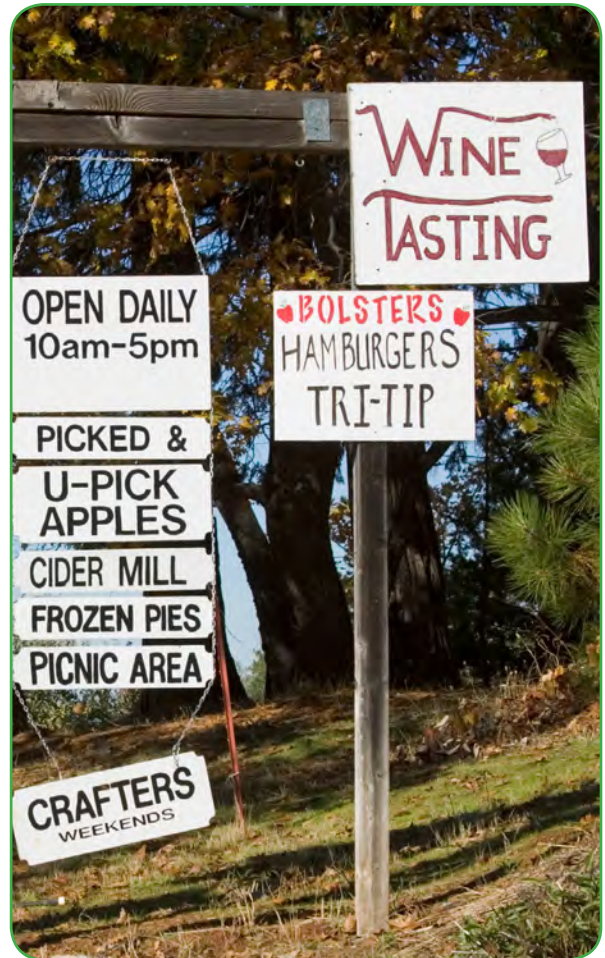 WINE
TASTING
OPEN DAILY
10am-5pm
PICKED &
U-PICK
APPLES
CIDER MILL
FROZEN PIES
PICNIC AREA
CRAFTERS
WEEKENDS
BOLSTERS
HAMBURGERS
TRI-TIP